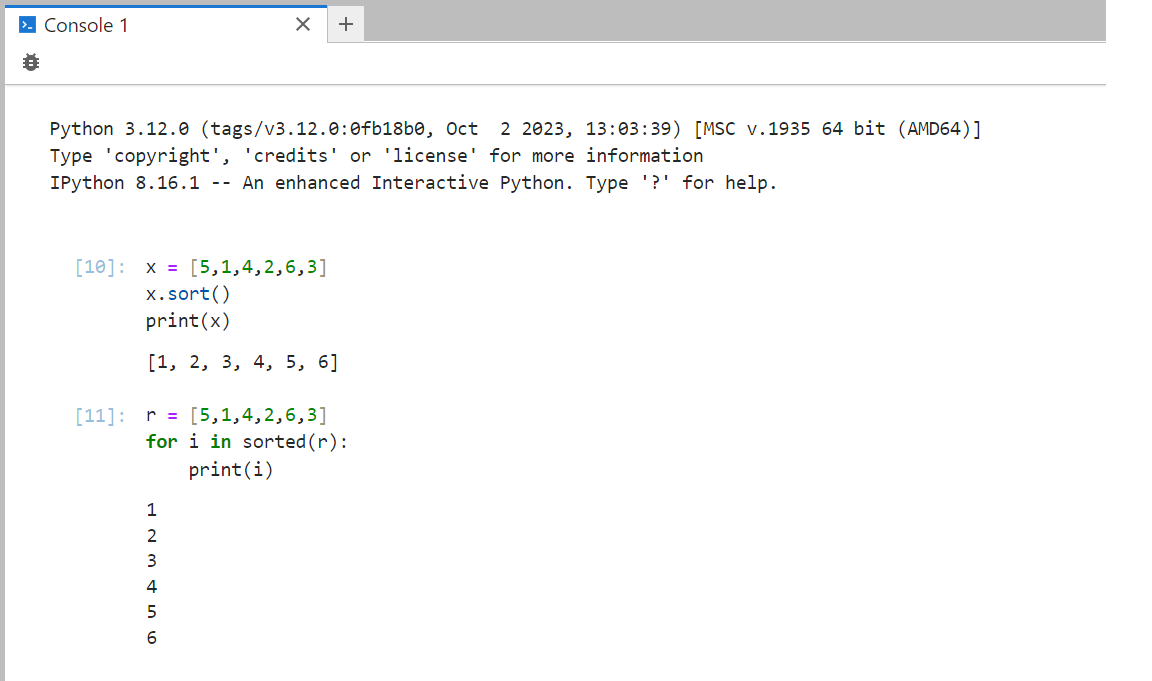 Console 1
Python 3.12.0 (tags/v3.12.0:0fb18b0, Oct  2 2023, 13:03:39) [MSC v.1935 64 bit (AMD64)]
Type 'copyright', 'credits' or 'license' for more information
IPython 8.16.1 -- An enhanced Interactive Python. Type '?' for help.
[10]: x = [5,1,4,2,6,3]
x.sort()
print(x)
[1, 2, 3, 4, 5, 6]
[11]: r = [5,1,4,2,6,3]
for i in sorted(r):
    print(i)
1
2
3
4
5
6